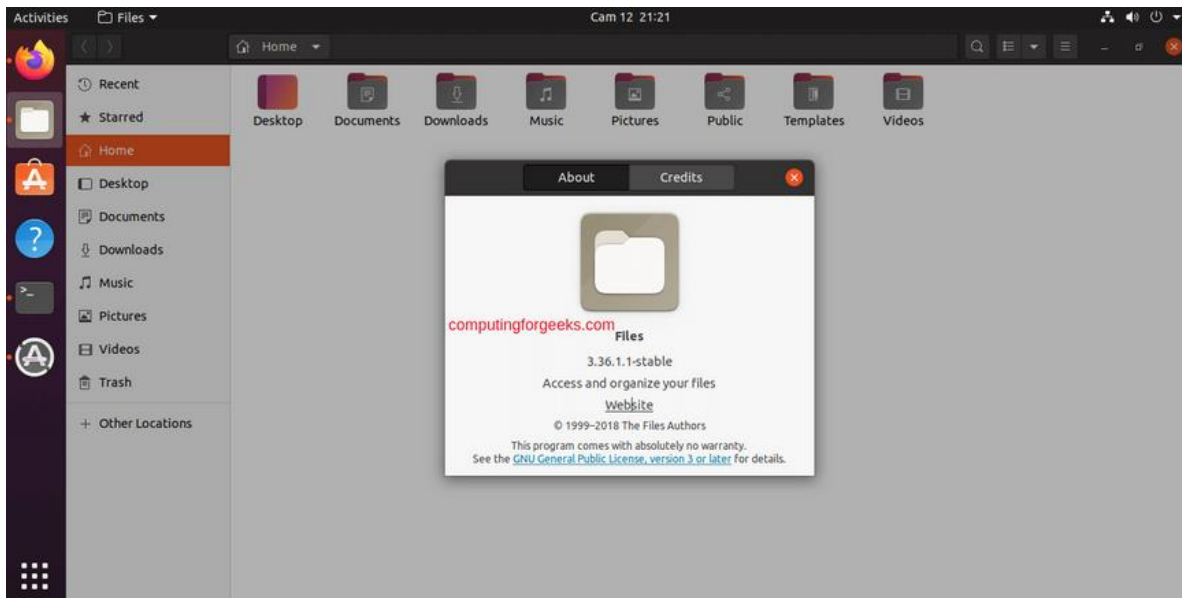 Activities Files Cam 12 21:21
Home
Recent
Starred
Home
Desktop
Documents
Downloads
Music
Pictures
Videos
Trash
Other Locations
Desktop Documents Downloads Music Pictures Public Templates Videos
About Credits
computingforgeeks.com
Files
3.36.1.1-stable
Access and organize your files
Website
© 1999–2018 The Files Authors
This program comes with absolutely no warranty.
See the GNU General Public License, version 3 or later for details.